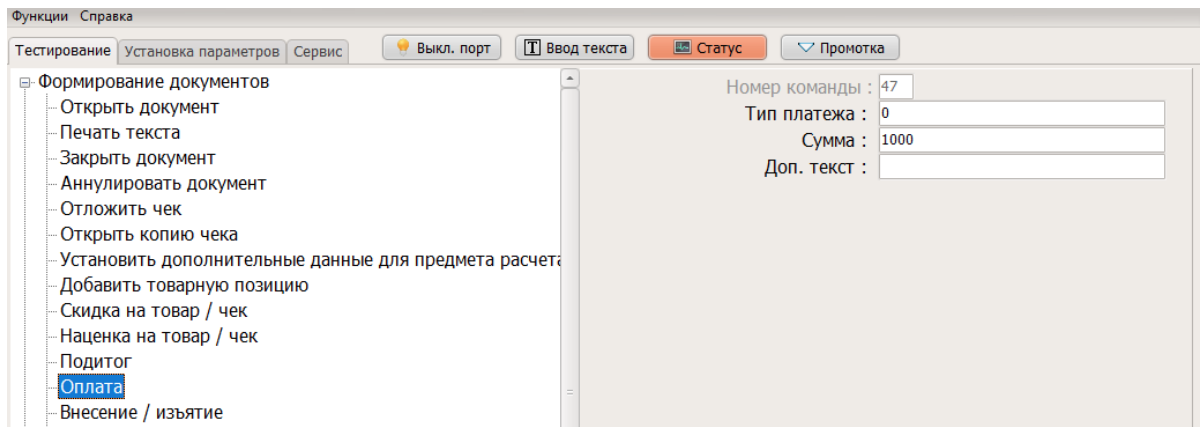 Функции Справка
Тестирование Установка параметров Сервис Выкл. порт Ввод текста Статус Промотка
Формирование документов
Открыть документ
Печать текста
Закрыть документ
Аннулировать документ
Отложить чек
Открыть копию чека
Установить дополнительные данные для предмета расчета
Добавить товарную позицию
Скидка на товар / чек
Наценка на товар / чек
Подитог
Оплата
Внесение / изъятие
Номер команды : 47
Тип платежа : 0
Сумма : 1000
Доп. текст :